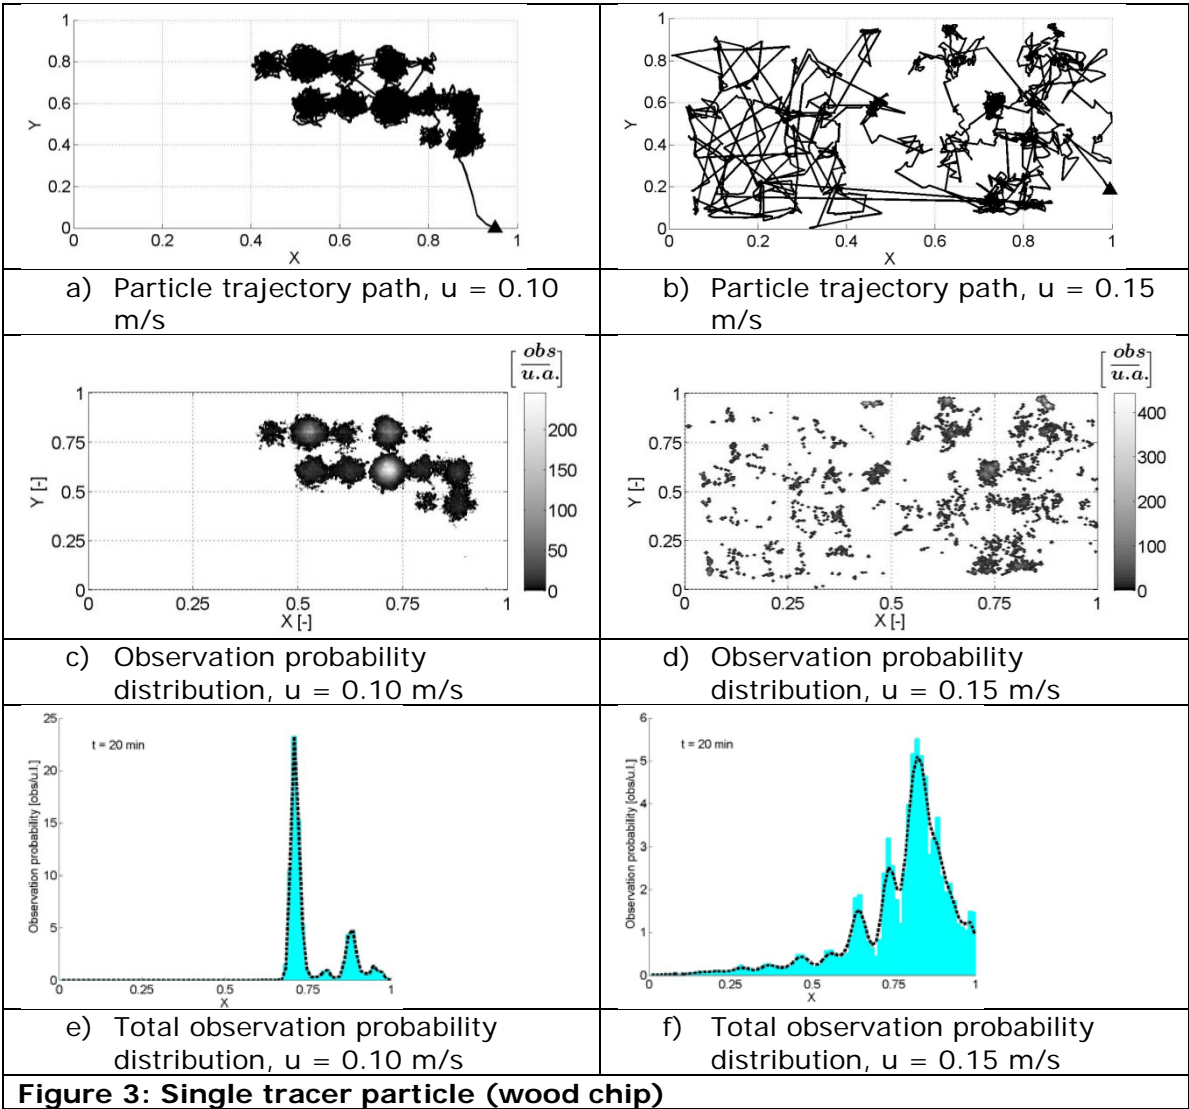 1
0.8
0.6
0.4
0.2
0
Y
0 0.2 0.4 0.6 0.8 1
X
1
0.8
0.6
0.4
0.2
0
Y
0 0.2 0.4 0.6 0.8 1
X
a) Particle trajectory path, u = 0.10
m/s
b) Particle trajectory path, u = 0.15
m/s
[obs/u.a.]
1
0.75
0.5
0.25
0
Y [-]
0 0.25 0.5 0.75 1
X [-]
200
150
100
50
0
[obs/u.a.]
1
0.75
0.5
0.25
0
Y [-]
0 0.25 0.5 0.75 1
X [-]
400
300
200
100
0
c) Observation probability
distribution, u = 0.10 m/s
d) Observation probability
distribution, u = 0.15 m/s
25
20
15
10
5
0
Observation probability [obs/u.l.]
t = 20 min
0 0.25 0.5 0.75 1
X
6
5
4
3
2
1
0
Observation probability [obs/u.l.]
t = 20 min
0 0.25 0.5 0.75 1
X
e) Total observation probability
distribution, u = 0.10 m/s
f) Total observation probability
distribution, u = 0.15 m/s
Figure 3: Single tracer particle (wood chip)